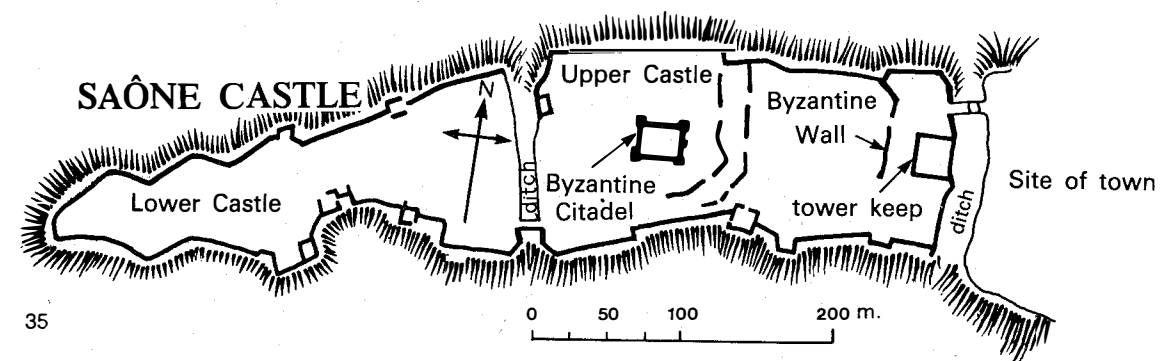 SAÔNE CASTLE
N
Upper Castle
Byzantine
Wall
Lower Castle
ditch
Byzantine
Citadel
tower keep
ditch
Site of town
35
0 50 100 200 m.